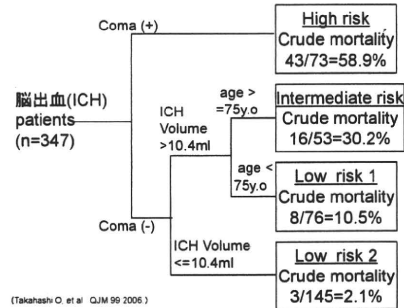 Coma (+)
High risk
Crude mortality
43/73=58.9%
脳出血(ICH)
patients
(n=347)
ICH
Volume
>10.4ml
age >
=75y.o
Intermediate risk
Crude mortality
16/53=30.2%
age <
75y.o
Low risk 1
Crude mortality
8/76=10.5%
Coma (-)
ICH Volume
<=10.4ml
Low risk 2
Crude mortality
3/145=2.1%
(Takahashi O. et al QJM 99 2006.)